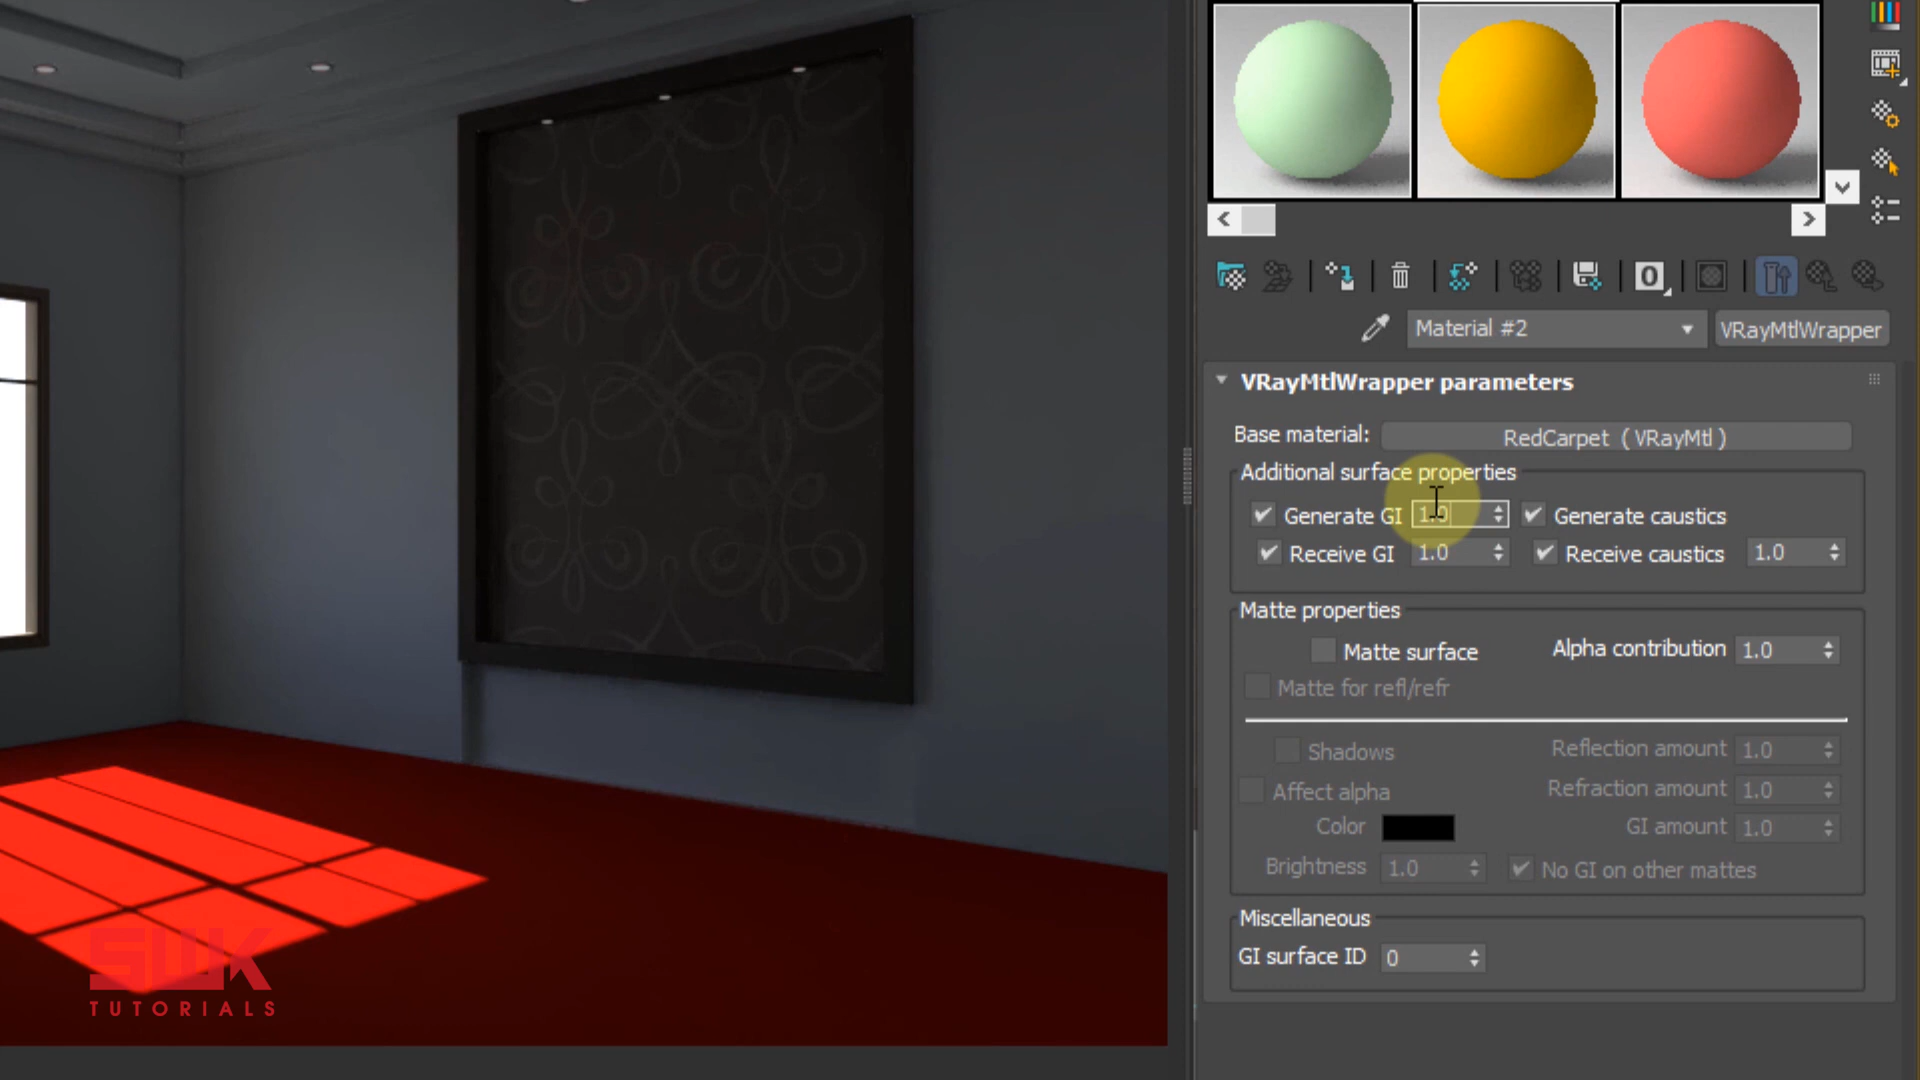 Material #2
VRayMtlWrapper
VRayMtlWrapper parameters
Base material: RedCarpet ( VRayMtl )
Additional surface properties
Generate GI 1.0 Generate caustics
Receive GI 1.0 Receive caustics 1.0
Matte properties
Matte surface Alpha contribution 1.0
Matte for refl/refr
Shadows Reflection amount 1.0
Affect alpha Refraction amount 1.0
Color GI amount 1.0
Brightness 1.0 No GI on other mattes
Miscellaneous
GI surface ID 0
SWK
TUTORIALS